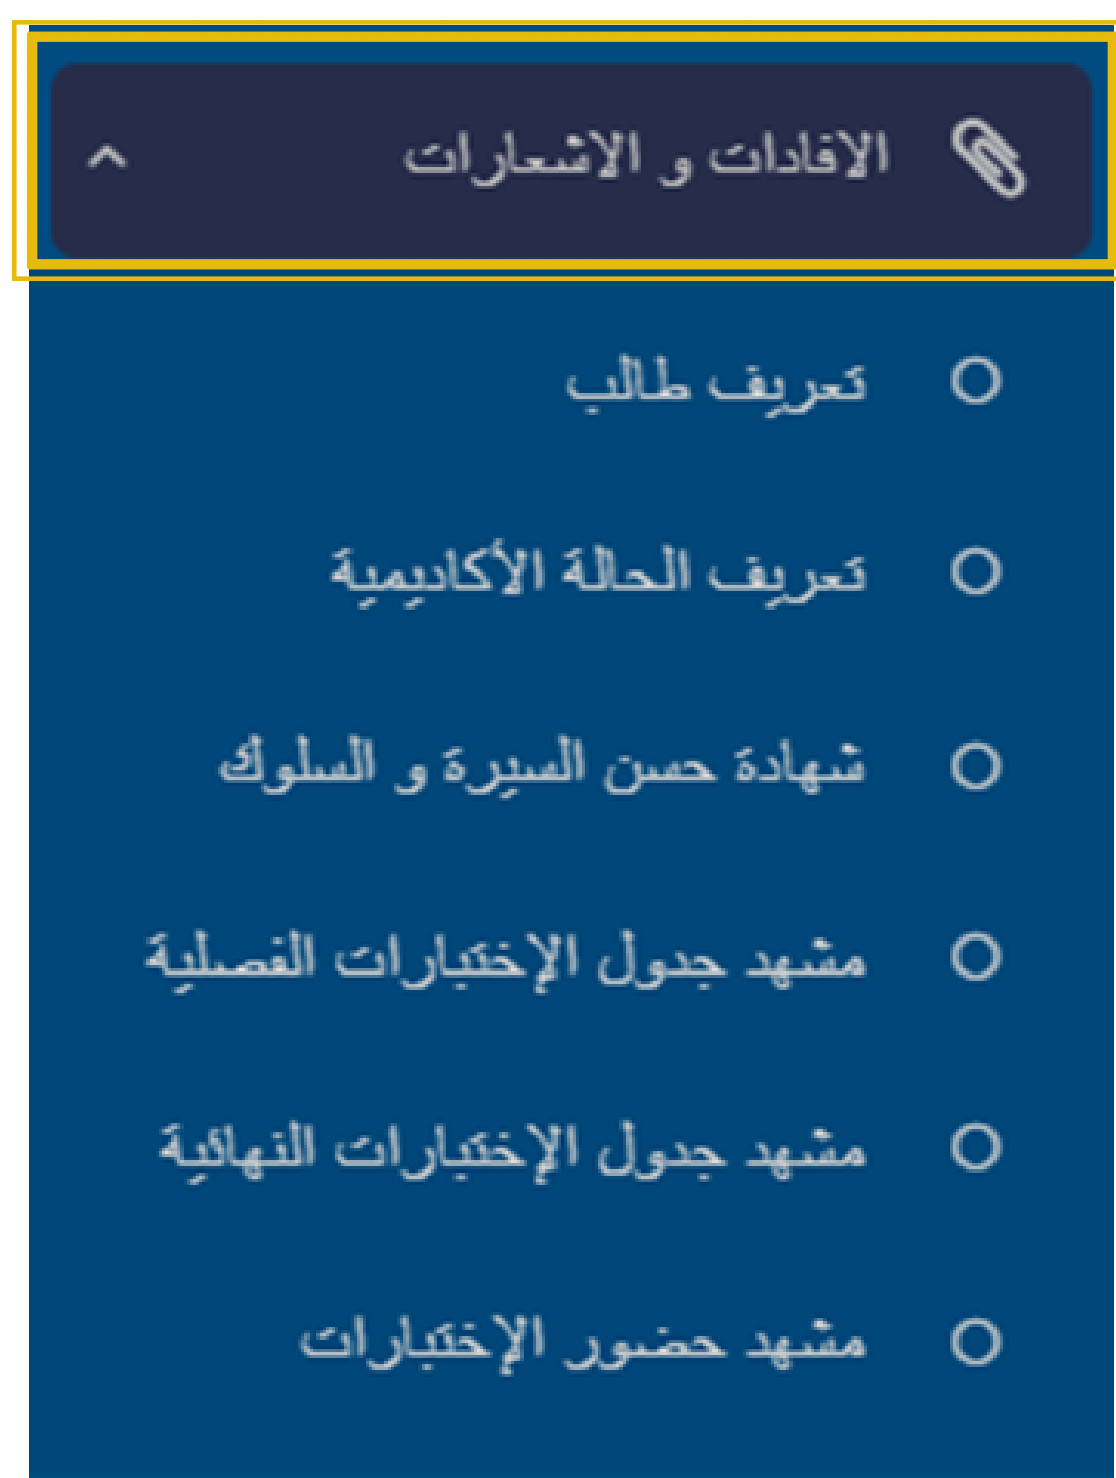 الافادات و الاشعارات
تعريف طالب
تعريف الحالة الأكاديمية
شهادة حسن السيرة و السلوك
مشهد جدول الإختبارات الفصلية
مشهد جدول الإختبارات النهائية
مشهد حضور الإختبارات